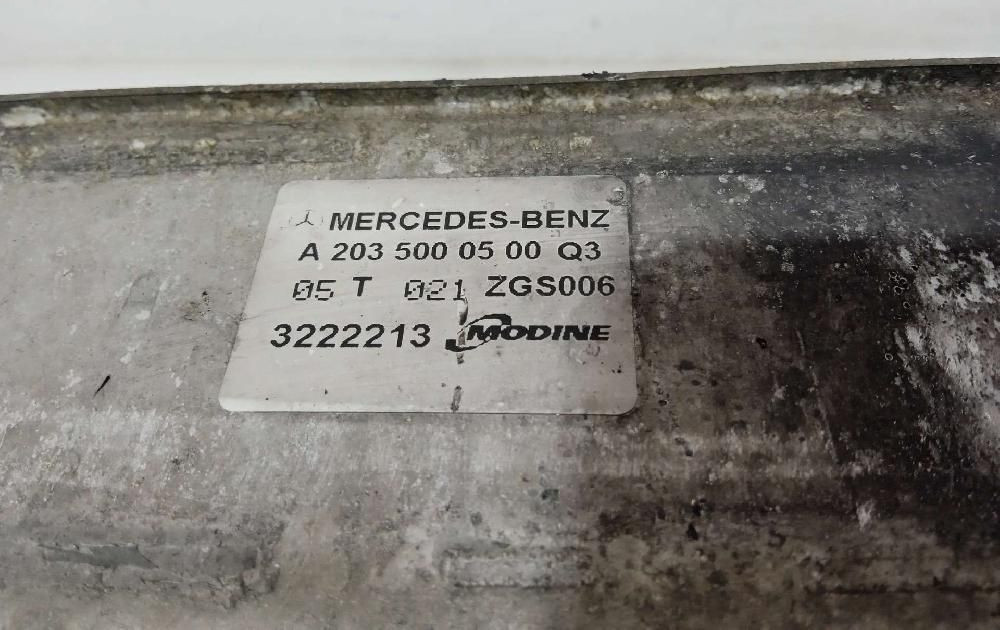 MERCEDES-BENZ
A 203 500 05 00 Q3
05 T 021 ZGS006
3222213 MODINE